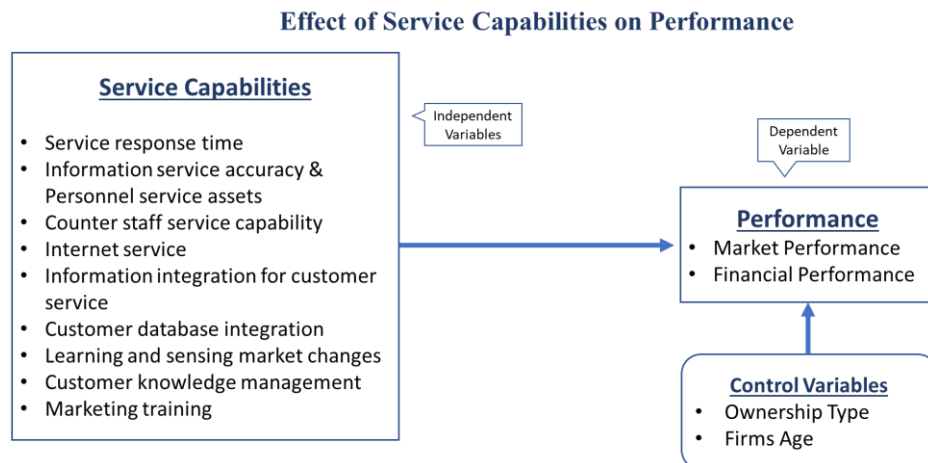 Effect of Service Capabilities on Performance
Service Capabilities
• Service response time
• Information service accuracy &
Personnel service assets
• Counter staff service capability
• Internet service
• Information integration for customer
service
• Customer database integration
• Learning and sensing market changes
• Customer knowledge management
• Marketing training
Independent
Variables
Dependent
Variable
Performance
• Market Performance
• Financial Performance
Control Variables
• Ownership Type
• Firms Age